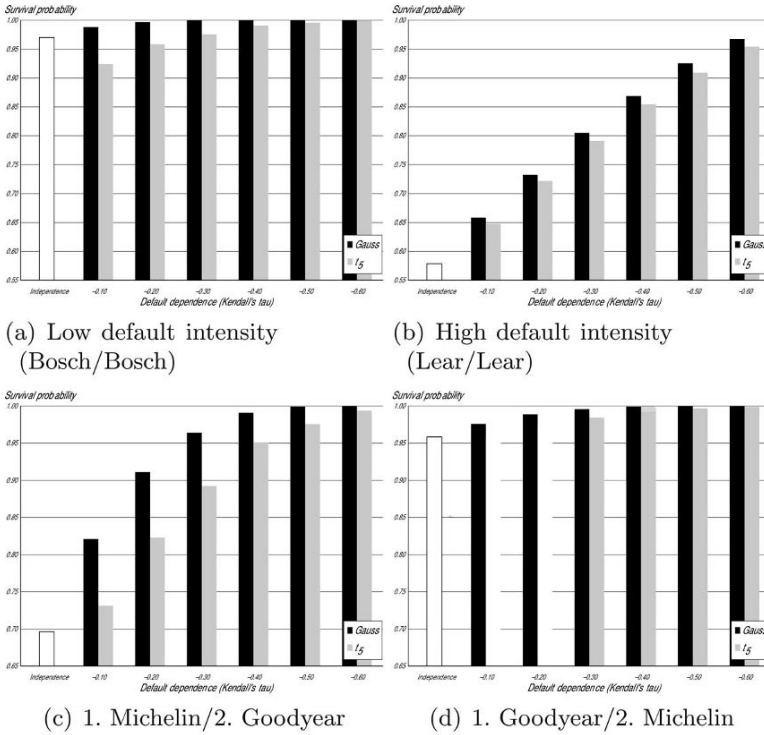 Survival probability
1.00
0.95
0.90
0.85
0.80
0.75
0.70
0.65
0.60
0.55
Gauss
t5
Independence -0.10 -0.20 -0.30 -0.40 -0.50 -0.60
Default dependence (Kendall's tau)
(a) Low default intensity
(Bosch/Bosch)
Survival probability
1.00
0.95
0.90
0.85
0.80
0.75
0.70
0.65
0.60
0.55
Gauss
t5
Independence -0.10 -0.20 -0.30 -0.40 -0.50 -0.60
Default dependence (Kendall's tau)
(b) High default intensity
(Lear/Lear)
Survival probability
1.00
0.95
0.90
0.85
0.80
0.75
0.70
0.65
Gauss
t5
Independence -0.10 -0.20 -0.30 -0.40 -0.50 -0.60
Default dependence (Kendall's tau)
(c) 1. Michelin/2. Goodyear
Survival probability
1.00
0.95
0.90
0.85
0.80
0.75
0.70
0.65
Gauss
t5
Independence -0.10 -0.20 -0.30 -0.40 -0.50 -0.60
Default dependence (Kendall's tau)
(d) 1. Goodyear/2. Michelin